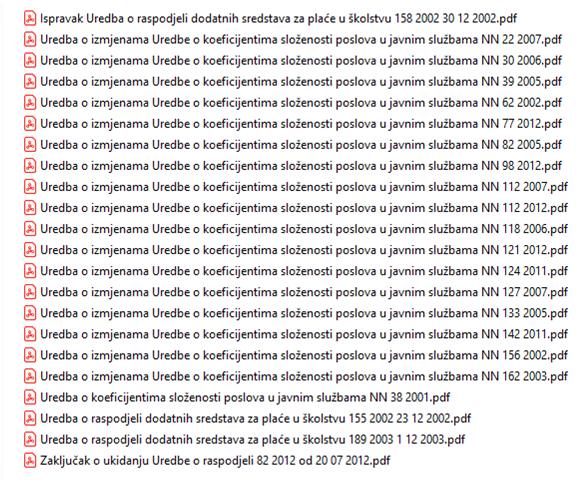 Ispravak Uredba o raspodjeli dodatnih sredstava za plaće u školstvu 158 2002 30 12 2002.pdf
Uredba o izmjenama Uredbe o koeficijentima složenosti poslova u javnim službama NN 22 2007.pdf
Uredba o izmjenama Uredbe o koeficijentima složenosti poslova u javnim službama NN 30 2006.pdf
Uredba o izmjenama Uredbe o koeficijentima složenosti poslova u javnim službama NN 39 2005.pdf
Uredba o izmjenama Uredbe o koeficijentima složenosti poslova u javnim službama NN 62 2002.pdf
Uredba o izmjenama Uredbe o koeficijentima složenosti poslova u javnim službama NN 77 2012.pdf
Uredba o izmjenama Uredbe o koeficijentima složenosti poslova u javnim službama NN 82 2005.pdf
Uredba o izmjenama Uredbe o koeficijentima složenosti poslova u javnim službama NN 98 2012.pdf
Uredba o izmjenama Uredbe o koeficijentima složenosti poslova u javnim službama NN 112 2007.pdf
Uredba o izmjenama Uredbe o koeficijentima složenosti poslova u javnim službama NN 112 2012.pdf
Uredba o izmjenama Uredbe o koeficijentima složenosti poslova u javnim službama NN 118 2006.pdf
Uredba o izmjenama Uredbe o koeficijentima složenosti poslova u javnim službama NN 121 2012.pdf
Uredba o izmjenama Uredbe o koeficijentima složenosti poslova u javnim službama NN 124 2011.pdf
Uredba o izmjenama Uredbe o koeficijentima složenosti poslova u javnim službama NN 127 2007.pdf
Uredba o izmjenama Uredbe o koeficijentima složenosti poslova u javnim službama NN 133 2005.pdf
Uredba o izmjenama Uredbe o koeficijentima složenosti poslova u javnim službama NN 142 2011.pdf
Uredba o izmjenama Uredbe o koeficijentima složenosti poslova u javnim službama NN 156 2002.pdf
Uredba o izmjenama Uredbe o koeficijentima složenosti poslova u javnim službama NN 162 2003.pdf
Uredba o koeficijentima složenosti poslova u javnim službama NN 38 2001.pdf
Uredba o raspodjeli dodatnih sredstava za plaće u školstvu 155 2002 23 12 2002.pdf
Uredba o raspodjeli dodatnih sredstava za plaće u školstvu 189 2003 1 12 2003.pdf
Zaključak o ukidanju Uredbe o raspodjeli 82 2012 od 20 07 2012.pdf